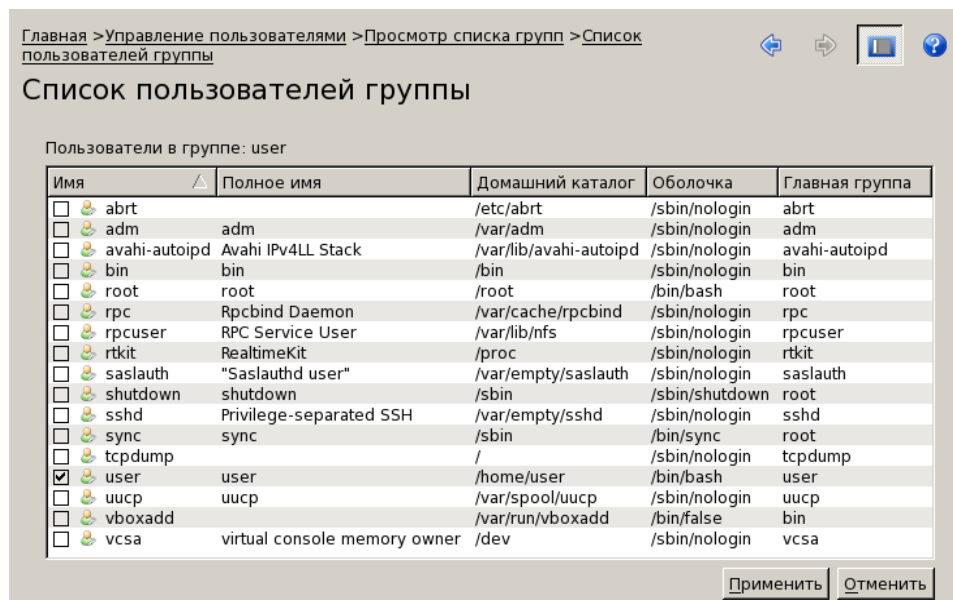 Главная >Управление пользователями >Просмотр списка групп >Список
пользователей группы
Список пользователей группы
Пользователи в группе: user
Имя Полное имя Домашний каталог Оболочка Главная группа
abrt /etc/abrt /sbin/nologin abrt
adm adm /var/adm /sbin/nologin adm
avahi-autoipd Avahi IPv4LL Stack /var/lib/avahi-autoipd /sbin/nologin avahi-autoipd
bin bin /bin /sbin/nologin bin
root root /root /bin/bash root
rpc Rpcbind Daemon /var/cache/rpcbind /sbin/nologin rpc
rpcuser RPC Service User /var/lib/nfs /sbin/nologin rpcuser
rtkit RealtimeKit /proc /sbin/nologin rtkit
saslauth "Saslauthd user" /var/empty/saslauth /sbin/nologin saslauth
shutdown shutdown /sbin /sbin/shutdown root
sshd Privilege-separated SSH /var/empty/sshd /sbin/nologin sshd
sync sync /sbin /bin/sync root
tcpdump / /sbin/nologin tcpdump
user user /home/user /bin/bash user
uucp uucp /var/spool/uucp /sbin/nologin uucp
vboxadd /var/run/vboxadd /bin/false bin
vcsa virtual console memory owner /dev /sbin/nologin vcsa
Применить Отменить